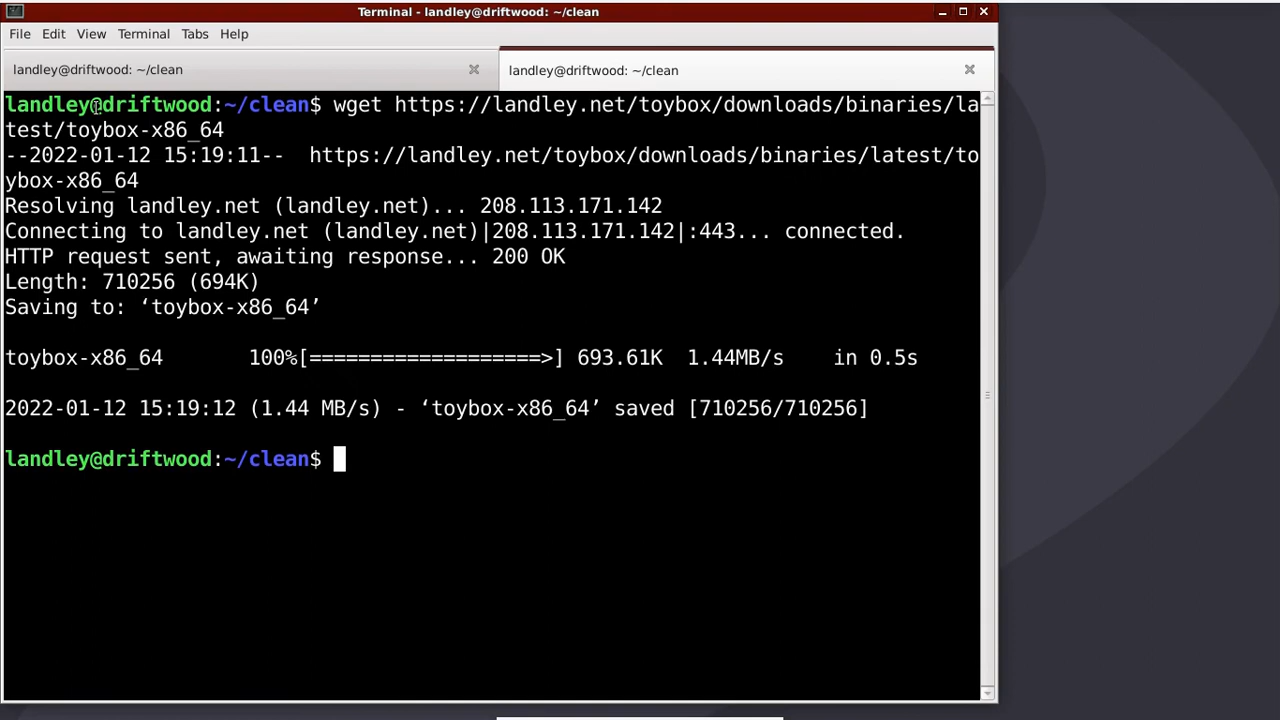 Terminal - landley@driftwood: ~/clean
File Edit View Terminal Tabs Help
landley@driftwood: ~/clean landley@driftwood: ~/clean
landley@driftwood:~/clean$ wget https://landley.net/toybox/downloads/binaries/la
test/toybox-x86_64
--2022-01-12 15:19:11-- https://landley.net/toybox/downloads/binaries/latest/to
ybox-x86_64
Resolving landley.net (landley.net)... 208.113.171.142
Connecting to landley.net (landley.net)|208.113.171.142|:443... connected.
HTTP request sent, awaiting response... 200 OK
Length: 710256 (694K)
Saving to: ‘toybox-x86_64’
toybox-x86_64 100%[===================>] 693.61K 1.44MB/s in 0.5s
2022-01-12 15:19:12 (1.44 MB/s) - ‘toybox-x86_64’ saved [710256/710256]
landley@driftwood:~/clean$